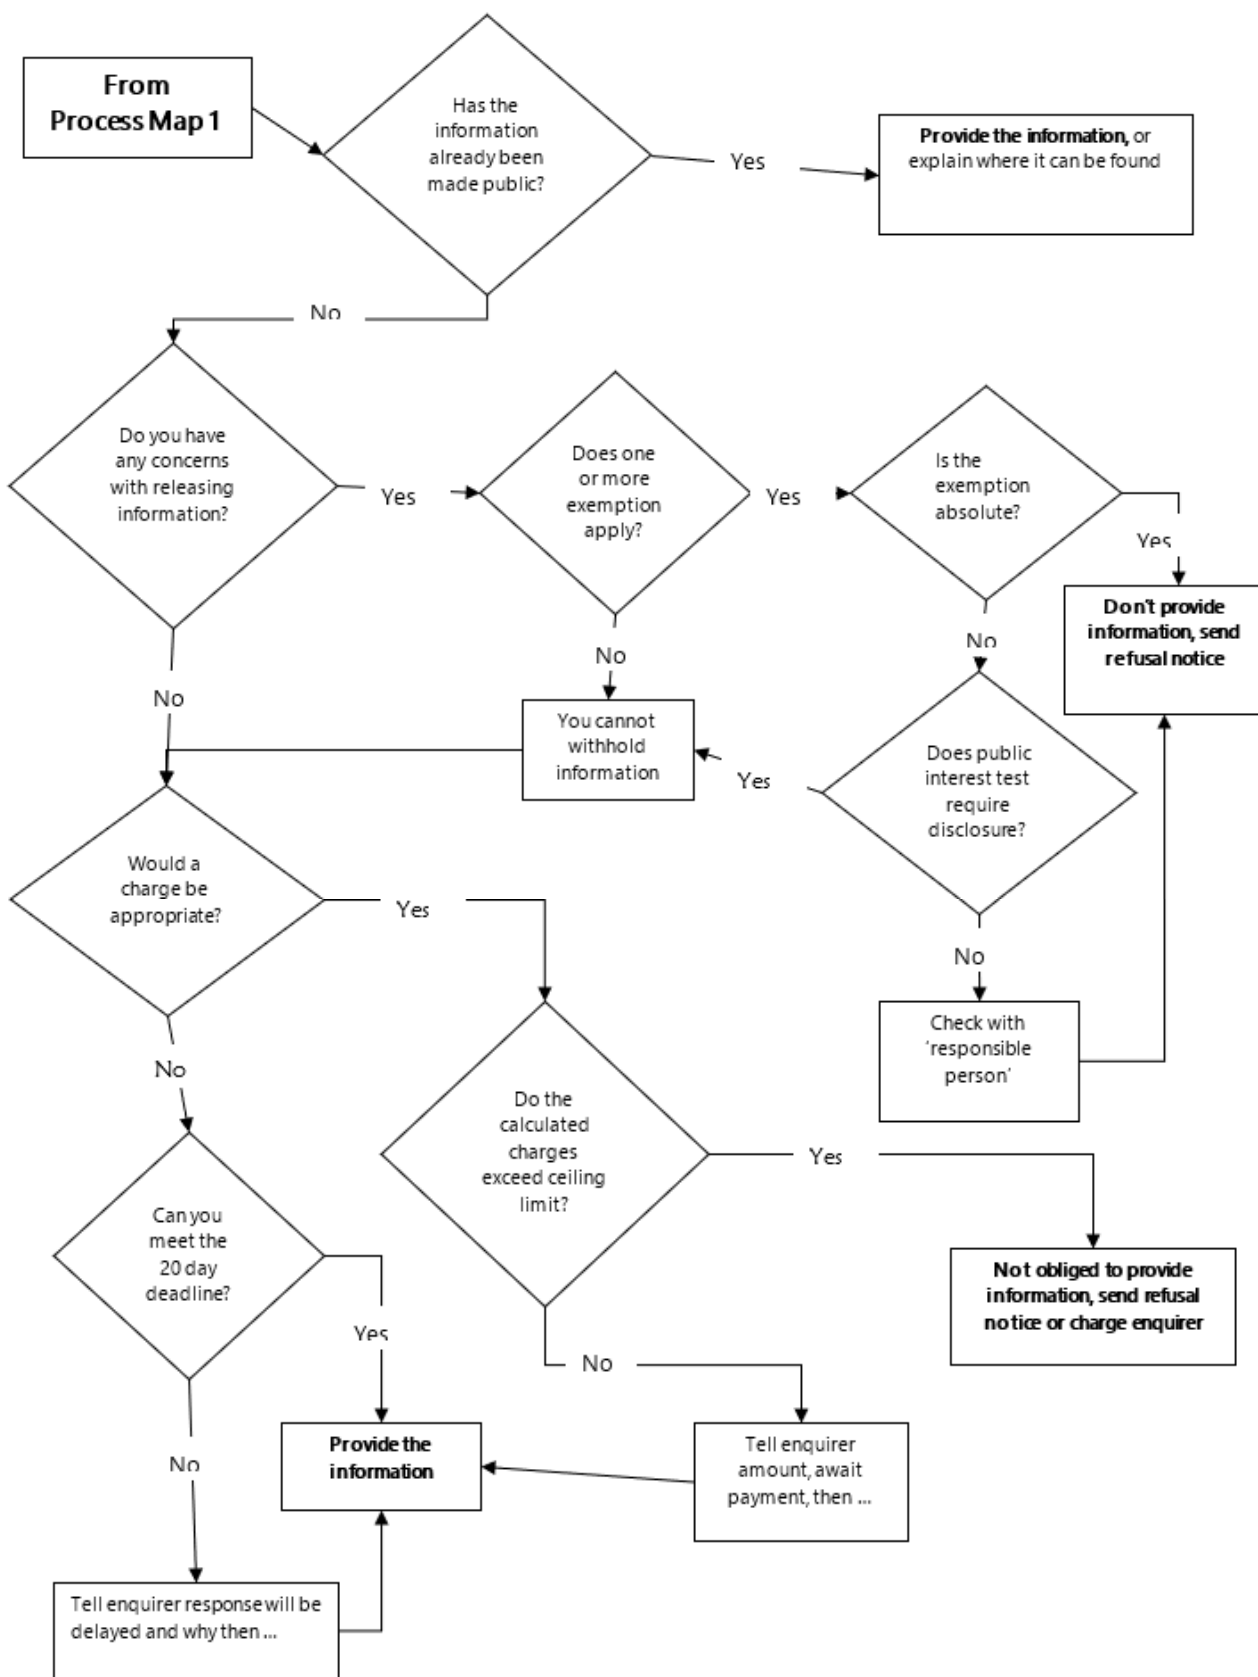 From
Process Map 1
Has the
information
already been
made public?
Yes
Provide the information, or
explain where it can be found
No
Do you have
any concerns
with releasing
information?
Yes
Does one
or more
exemption
apply?
Yes
Is the
exemption
absolute?
Yes
Don't provide
information, send
refusal notice
No
No
No
You cannot
withhold
information
Yes
Does public
interest test
require
disclosure?
Would a
charge be
appropriate?
Yes
No
Check with
‘responsible
person’
No
Do the
calculated
charges
exceed ceiling
limit?
Yes
Can you
meet the
20 day
deadline?
Not obliged to provide
information, send refusal
notice or charge enquirer
Yes
No
No
Provide the
information
Tell enquirer
amount, await
payment, then ...
Tell enquirer response will be
delayed and why then ...